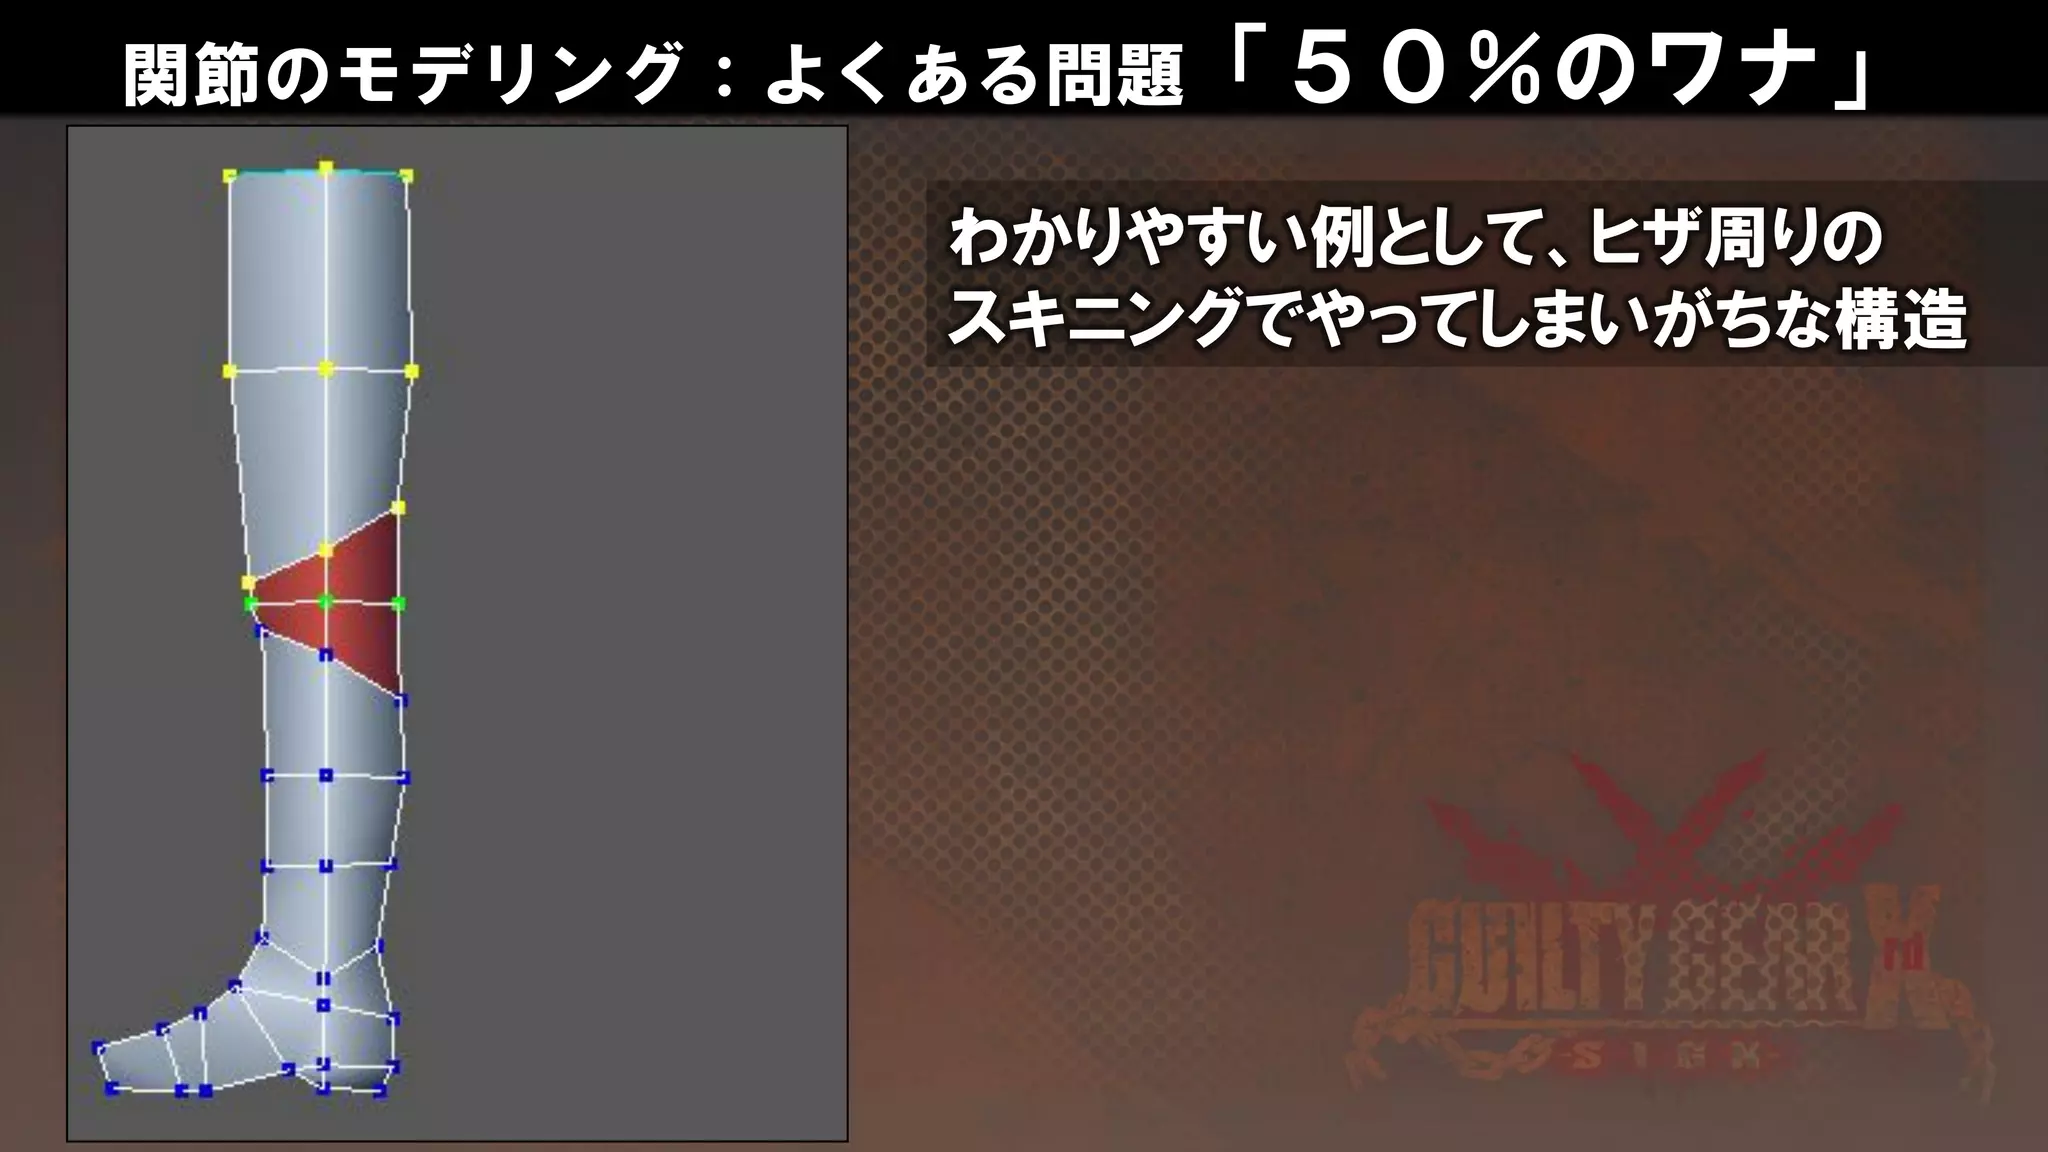 関節のモデリング：よくある問題「５０％のワナ」
わかりやすい例として、ヒザ周りの
スキニングでやってしまいがちな構造
GUILTY GEAR Xrd
-SIGN-